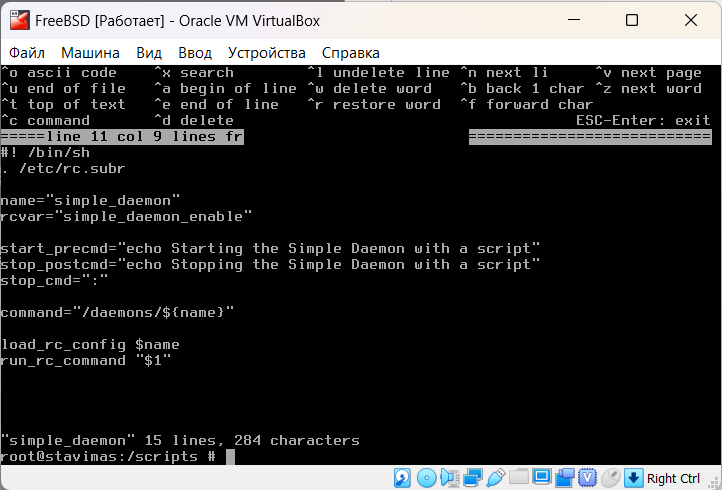 FreeBSD [Работает] - Oracle VM VirtualBox
Файл Машина Вид Ввод Устройства Справка
^o ascii code ^x search ^l undelete line ^n next li ^v next page
^u end of file ^a begin of line ^w delete word ^b back 1 char ^z next word
^t top of text ^e end of line ^r restore word ^f forward char
^c command ^d delete ESC-Enter: exit
=====line 11 col 9 lines fr ===========================
#! /bin/sh
. /etc/rc.subr
name="simple_daemon"
rcvar="simple_daemon_enable"
start_precmd="echo Starting the Simple Daemon with a script"
stop_postcmd="echo Stopping the Simple Daemon with a script"
stop_cmd=":"
command="/daemons/${name}"
load_rc_config $name
run_rc_command "$1"
"simple_daemon" 15 lines, 284 characters
root@stavimas:/scripts #
Right Ctrl